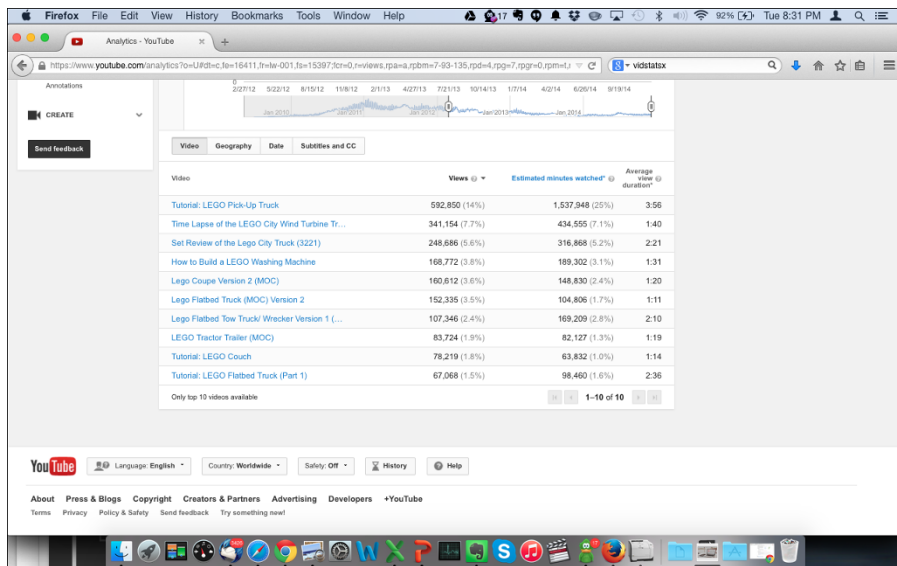 Firefox File Edit View History Bookmarks Tools Window Help 17 92% Tue 8:31 PM
Analytics - YouTube
https://www.youtube.com/analytics?o=U#dt=c,fe=16411,fr=lw-001,fs=15397;fcr=0,r=views,rpa=a,rpbm=7-93-135,rpd=4,rpg=7,rpgr=0,rpm=t,r vidstatsx
Annotations
CREATE
Send feedback
0
2/27/12 5/22/12 8/15/12 11/8/12 2/1/13 4/27/13 7/21/13 10/14/13 1/7/14 4/2/14 6/26/14 9/19/14
Jan 2010 Jan 2011 Jan 2012 Jan 2013 Jan 2014
Video Geography Date Subtitles and CC
Video Views Estimated minutes watched* Average view duration*
Tutorial: LEGO Pick-Up Truck 592,850 (14%) 1,537,948 (25%) 3:56
Time Lapse of the LEGO City Wind Turbine Tr... 341,154 (7.7%) 434,555 (7.1%) 1:40
Set Review of the Lego City Truck (3221) 248,686 (5.6%) 316,868 (5.2%) 2:21
How to Build a LEGO Washing Machine 168,772 (3.8%) 189,302 (3.1%) 1:31
Lego Coupe Version 2 (MOC) 160,612 (3.6%) 148,830 (2.4%) 1:20
Lego Flatbed Truck (MOC) Version 2 152,335 (3.5%) 104,806 (1.7%) 1:11
Lego Flatbed Tow Truck/ Wrecker Version 1 (... 107,346 (2.4%) 169,209 (2.8%) 2:10
LEGO Tractor Trailer (MOC) 83,724 (1.9%) 82,127 (1.3%) 1:19
Tutorial: LEGO Couch 78,219 (1.8%) 63,832 (1.0%) 1:14
Tutorial: LEGO Flatbed Truck (Part 1) 67,068 (1.5%) 98,460 (1.6%) 2:36
Only top 10 videos available 1–10 of 10
YouTube Language: English Country: Worldwide Safety: Off History Help
About Press & Blogs Copyright Creators & Partners Advertising Developers +YouTube
Terms Privacy Policy & Safety Send feedback Try something new!